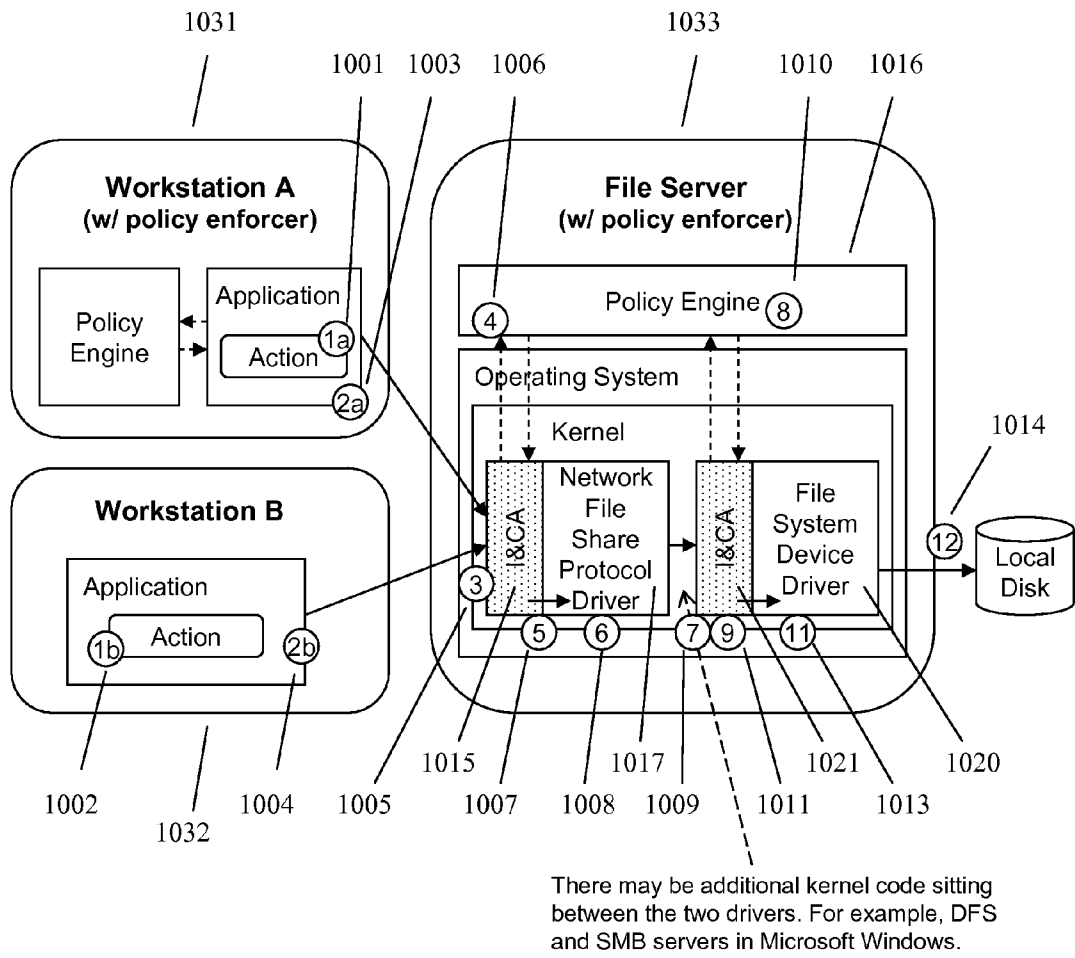 1031
1033
1001
1003
1006
1010
1016
Workstation A
(w/ policy enforcer)
Policy
Engine
Application
Action
1a
2a
File Server
(w/ policy enforcer)
Policy Engine
4
8
Operating System
Kernel
I&CA
Network
File
Share
Protocol
Driver
I&CA
File
System
Device
Driver
3
5
6
7
9
11
1014
12
Local
Disk
Workstation B
Application
Action
1b
2b
1015
1017
1021
1020
1002
1004
1005
1007
1008
1009
1011
1013
1032
There may be additional kernel code sitting
between the two drivers. For example, DFS
and SMB servers in Microsoft Windows.